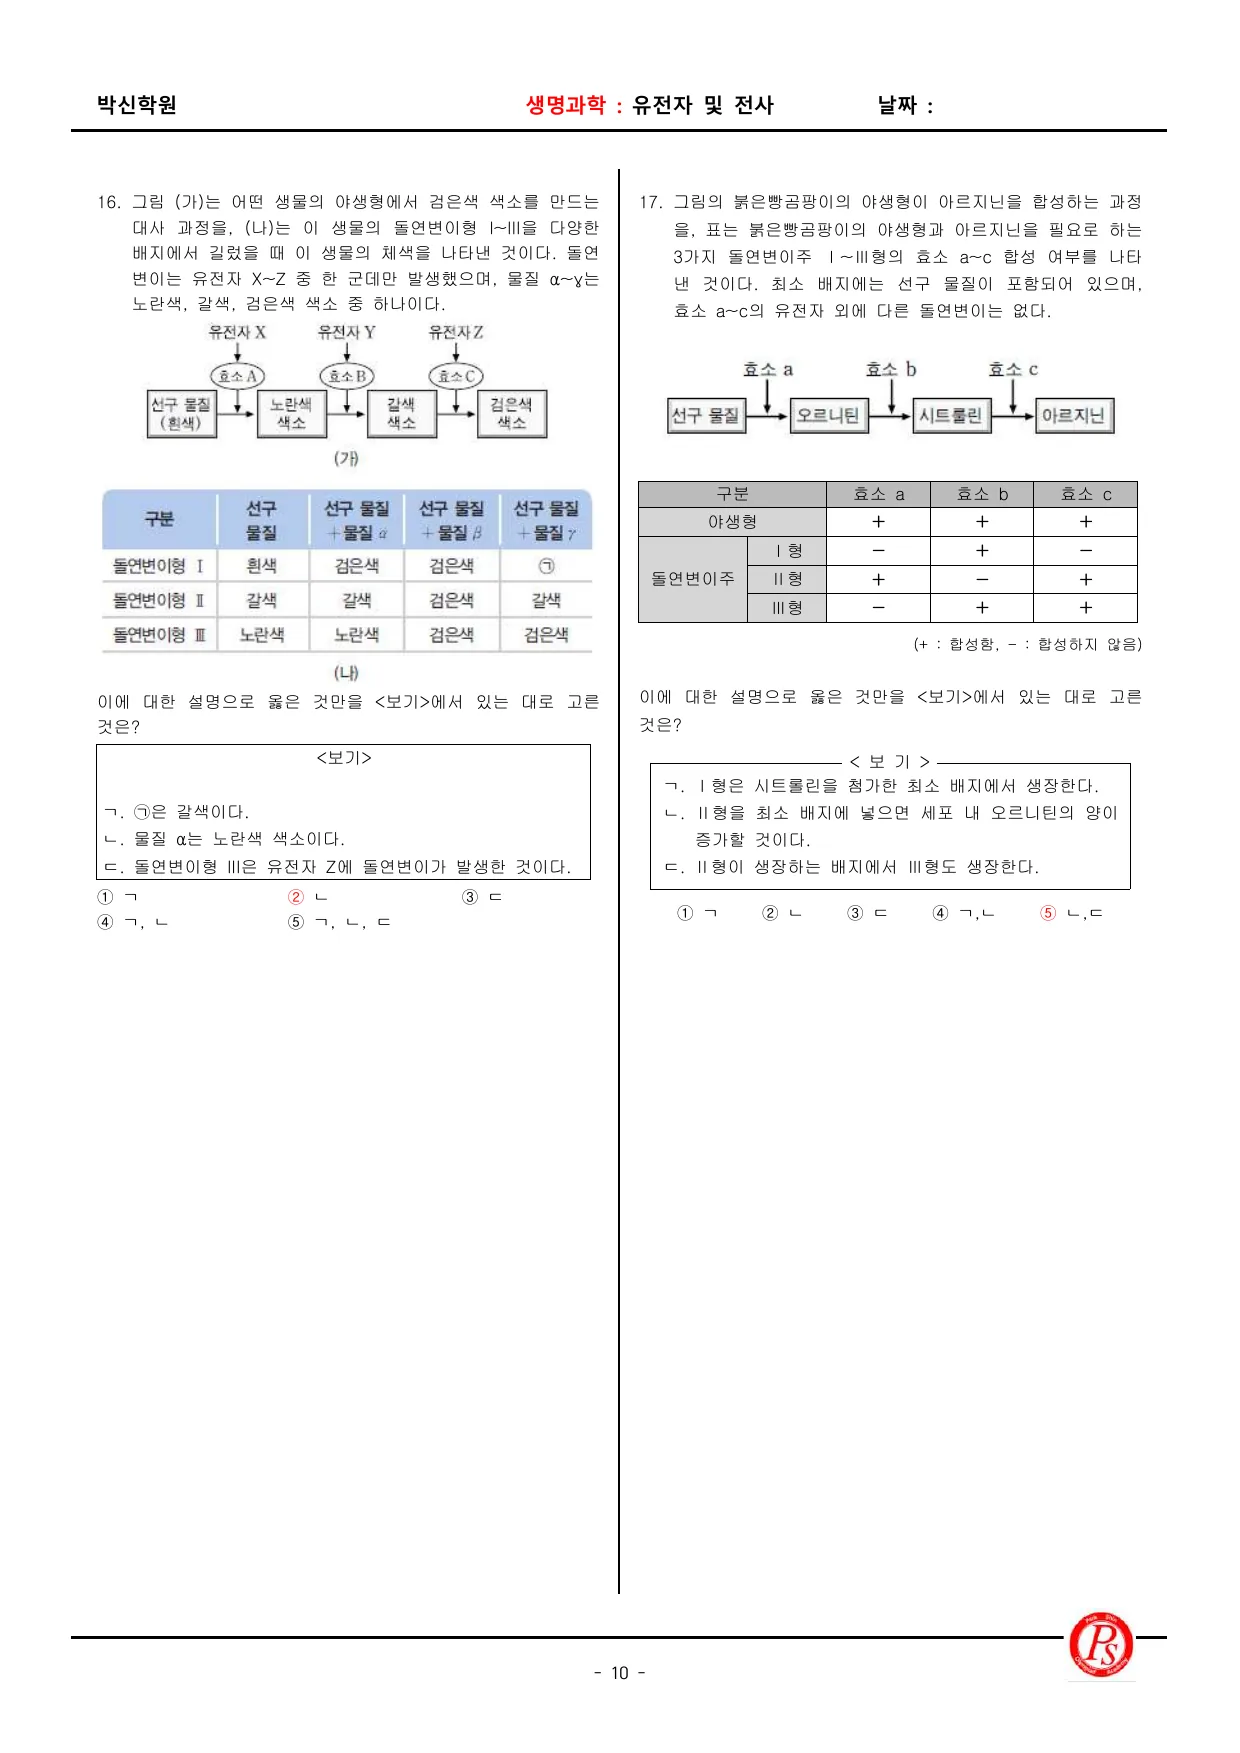 박신학원
생명과학 : 유전자 및 전사
날짜 :
16. 그림 (가)는 어떤 생물의 야생형에서 검은색 색소를 만드는
대사 과정을, (나)는 이 생물의 돌연변이형 I~III을 다양한
배지에서 길렀을 때 이 생물의 체색을 나타낸 것이다. 돌연
변이는 유전자 X~Z 중 한 군데만 발생했으며, 물질 α~γ는
노란색, 갈색, 검은색 색소 중 하나이다.
유전자 X 유전자 Y 유전자 Z
효소 A 효소 B 효소 C
선구 물질 노란색 갈색 검은색
(흰색) 색소 색소 색소
(가)
구분 선구 선구 물질 선구 물질 선구 물질
물질 +물질 α +물질 β +물질 γ
돌연변이형 Ⅰ 흰색 검은색 검은색 ㉠
돌연변이형 Ⅱ 갈색 갈색 검은색 갈색
돌연변이형 Ⅲ 노란색 노란색 검은색 검은색
(나)
이에 대한 설명으로 옳은 것만을 <보기>에서 있는 대로 고른
것은?
<보기>
ㄱ. ㉠은 갈색이다.
ㄴ. 물질 α는 노란색 색소이다.
ㄷ. 돌연변이형 III은 유전자 Z에 돌연변이가 발생한 것이다.
① ㄱ ② ㄴ ③ ㄷ
④ ㄱ, ㄴ ⑤ ㄱ, ㄴ, ㄷ
17. 그림의 붉은빵곰팡이의 야생형이 아르지닌을 합성하는 과정
을, 표는 붉은빵곰팡이의 야생형과 아르지닌을 필요로 하는
3가지 돌연변이주 Ⅰ~Ⅲ형의 효소 a~c 합성 여부를 나타
낸 것이다. 최소 배지에는 선구 물질이 포함되어 있으며,
효소 a~c의 유전자 외에 다른 돌연변이는 없다.
효소 a 효소 b 효소 c
선구 물질 오르니틴 시트룰린 아르지닌
구분 효소 a 효소 b 효소 c
야생형 + + +
돌연변이주 Ⅰ형 - + -
Ⅱ형 + - +
Ⅲ형 - + +
(+ : 합성함, - : 합성하지 않음)
이에 대한 설명으로 옳은 것만을 <보기>에서 있는 대로 고른
것은?
< 보 기 >
ㄱ. Ⅰ형은 시트룰린을 첨가한 최소 배지에서 생장한다.
ㄴ. Ⅱ형을 최소 배지에 넣으면 세포 내 오르니틴의 양이
증가할 것이다.
ㄷ. Ⅱ형이 생장하는 배지에서 Ⅲ형도 생장한다.
① ㄱ ② ㄴ ③ ㄷ ④ ㄱ,ㄴ ⑤ ㄴ,ㄷ
- 10 -